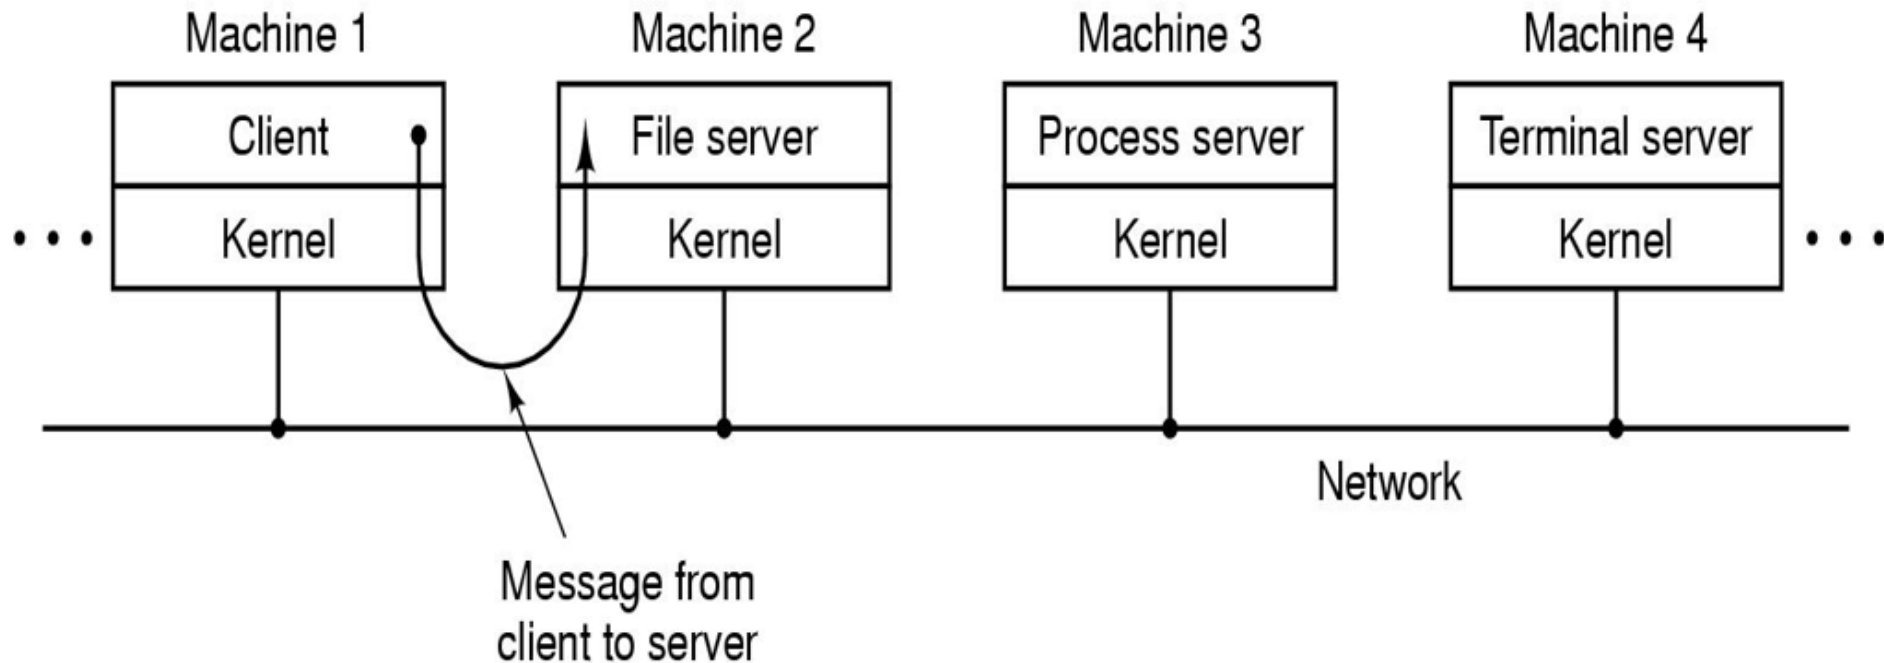 Machine 1
Machine 2
Machine 3
Machine 4
Client
File server
Process server
Terminal server
Kernel
Kernel
Kernel
Kernel
Network
Message from
client to server